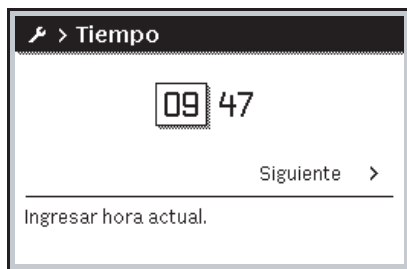 > Tiempo
09 47
Siguiente >
Ingresar hora actual.